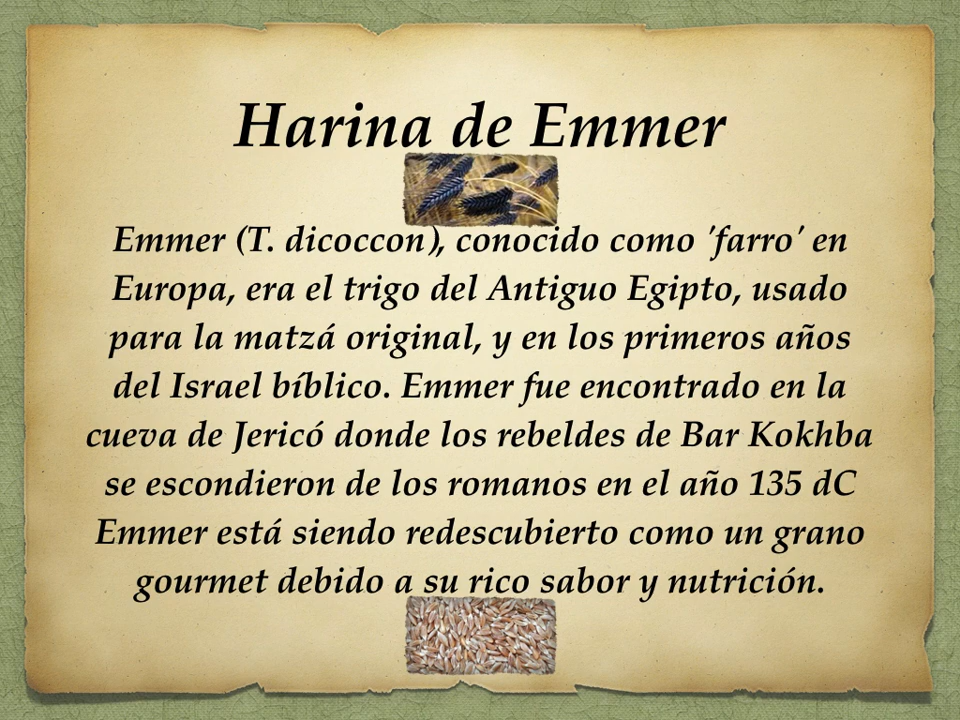 Harina de Emmer
Emmer (T. dicoccon), conocido como 'farro' en
Europa, era el trigo del Antiguo Egipto, usado
para la matzá original, y en los primeros años
del Israel bíblico. Emmer fue encontrado en la
cueva de Jericó donde los rebeldes de Bar Kokhba
se escondieron de los romanos en el año 135 dC
Emmer está siendo redescubierto como un grano
gourmet debido a su rico sabor y nutrición.